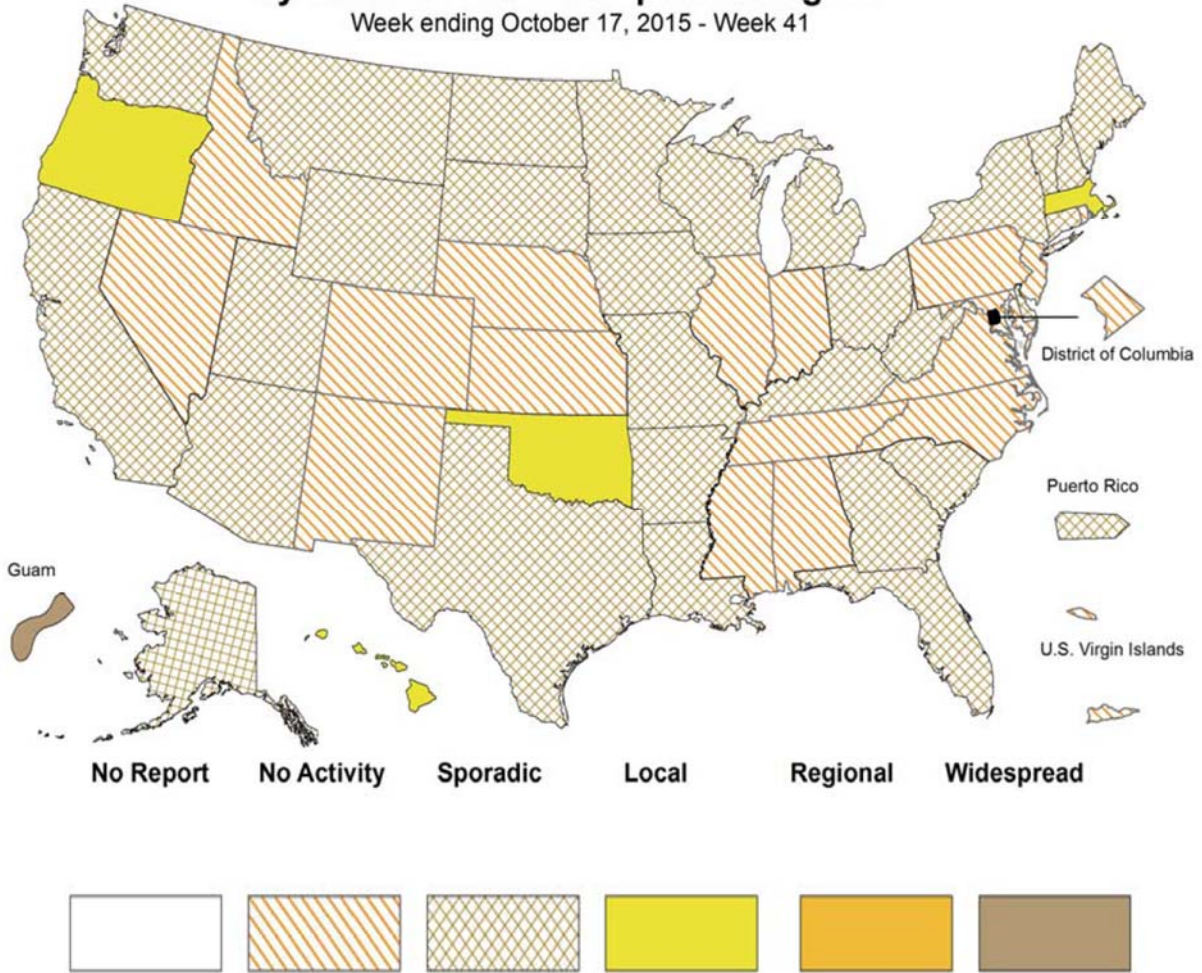 Week ending October 17, 2015 - Week 41
District of Columbia
Puerto Rico
Guam
U.S. Virgin Islands
No Report No Activity Sporadic Local Regional Widespread